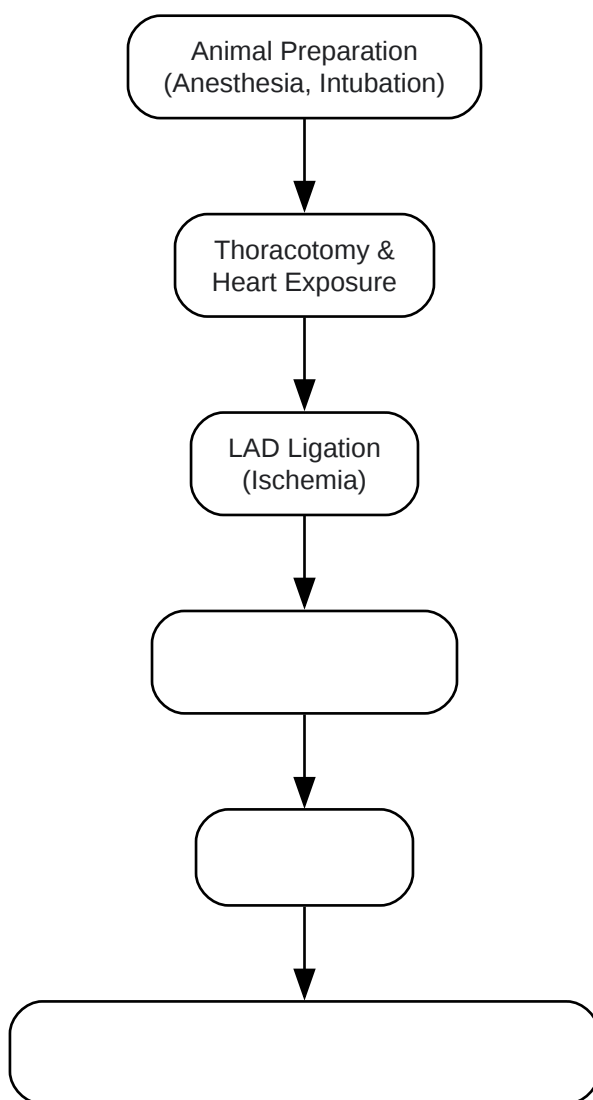 Animal Preparation
(Anesthesia, Intubation)
Thoracotomy &
Heart Exposure
LAD Ligation
(Ischemia)